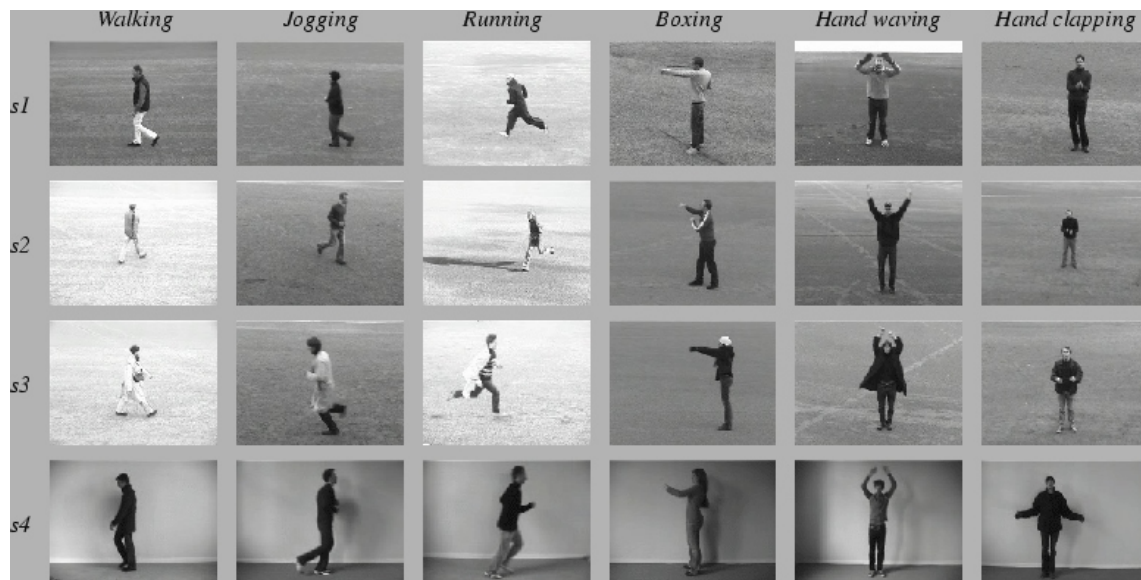 Walking Jogging Running Boxing Hand waving Hand clapping
s1
s2
s3
s4